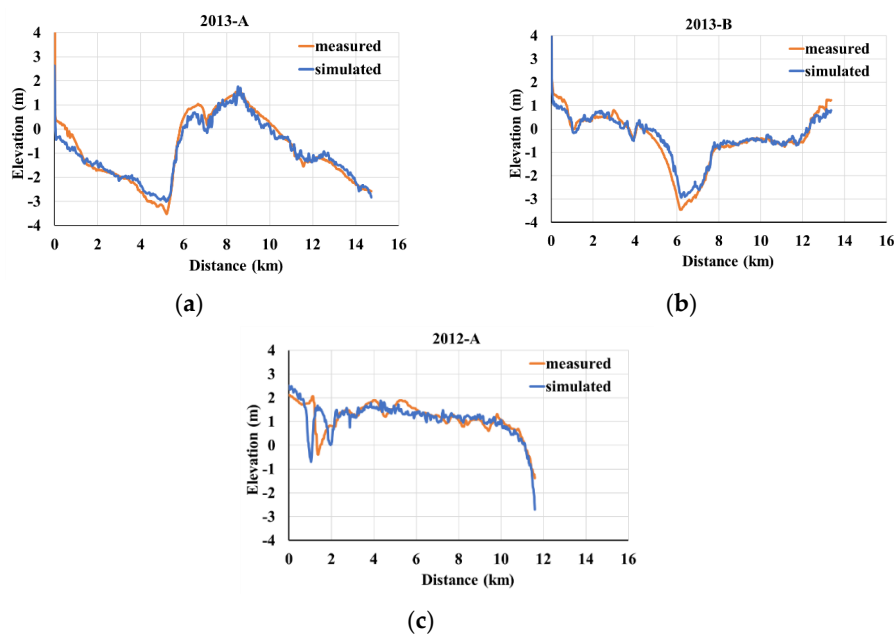 2013-A
4
3
2
1
0
-1
-2
-3
-4
Elevation (m)
measured
simulated
0 2 4 6 8 10 12 14 16
Distance (km)
(a)
2013-B
4
3
2
1
0
-1
-2
-3
-4
Elevation (m)
measured
simulated
0 2 4 6 8 10 12 14 16
Distance (km)
(b)
2012-A
4
3
2
1
0
-1
-2
-3
-4
Elevation (m)
measured
simulated
0 2 4 6 8 10 12 14 16
Distance (km)
(c)